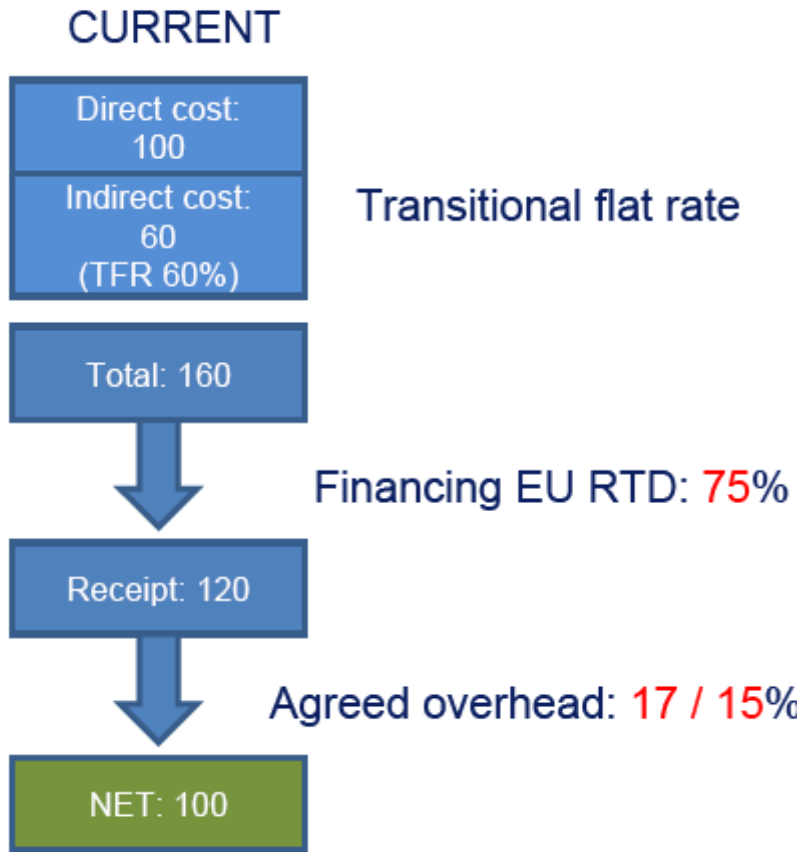 CURRENT
Direct cost:
100
Indirect cost:
60
(TFR 60%)
Transitional flat rate
Total: 160
Financing EU RTD: 75%
Receipt: 120
Agreed overhead: 17 / 15%
NET: 100